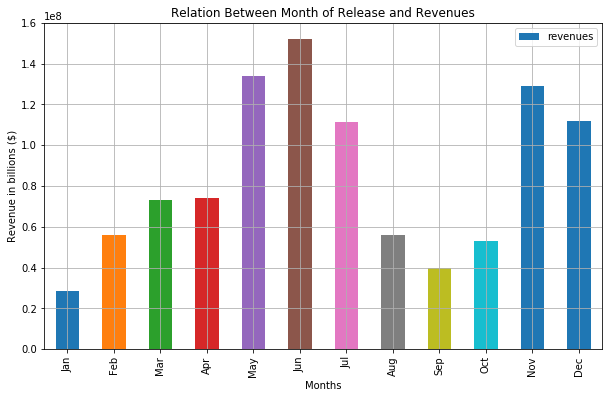 Relation Between Month of Release and Revenues
1e8
revenues
1.6
1.4
1.2
1.0
0.8
0.6
0.4
0.2
0.0
Revenue in billions ($)
Jan Feb Mar Apr May Jun Jul Aug Sep Oct Nov Dec
Months